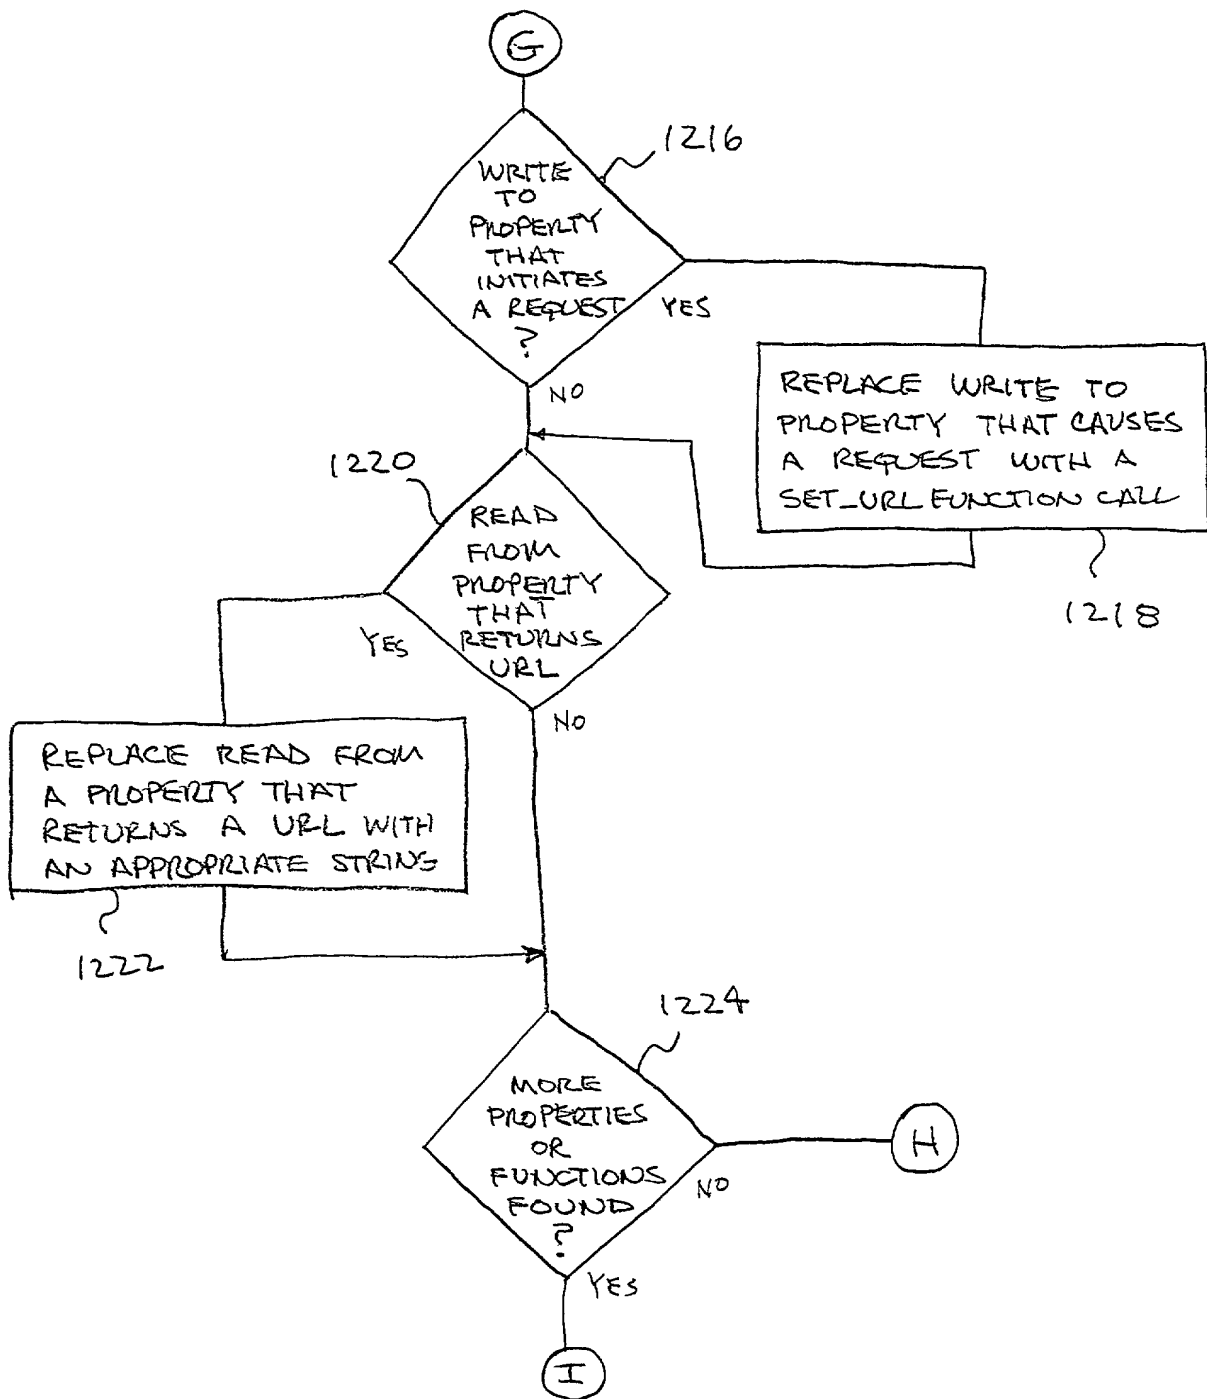 G
1216
WRITE
TO
PROPERTY
THAT
INITIATES
A REQUEST
?
YES
NO
REPLACE WRITE TO
PROPERTY THAT CAUSES
A REQUEST WITH A
SET_URL FUNCTION CALL
1218
1220
READ
FROM
PROPERTY
THAT
RETURNS
URL
YES
NO
REPLACE READ FROM
A PROPERTY THAT
RETURNS A URL WITH
AN APPROPRIATE STRING
1222
1224
MORE
PROPERTIES
OR
FUNCTIONS
FOUND
?
NO
H
YES
I